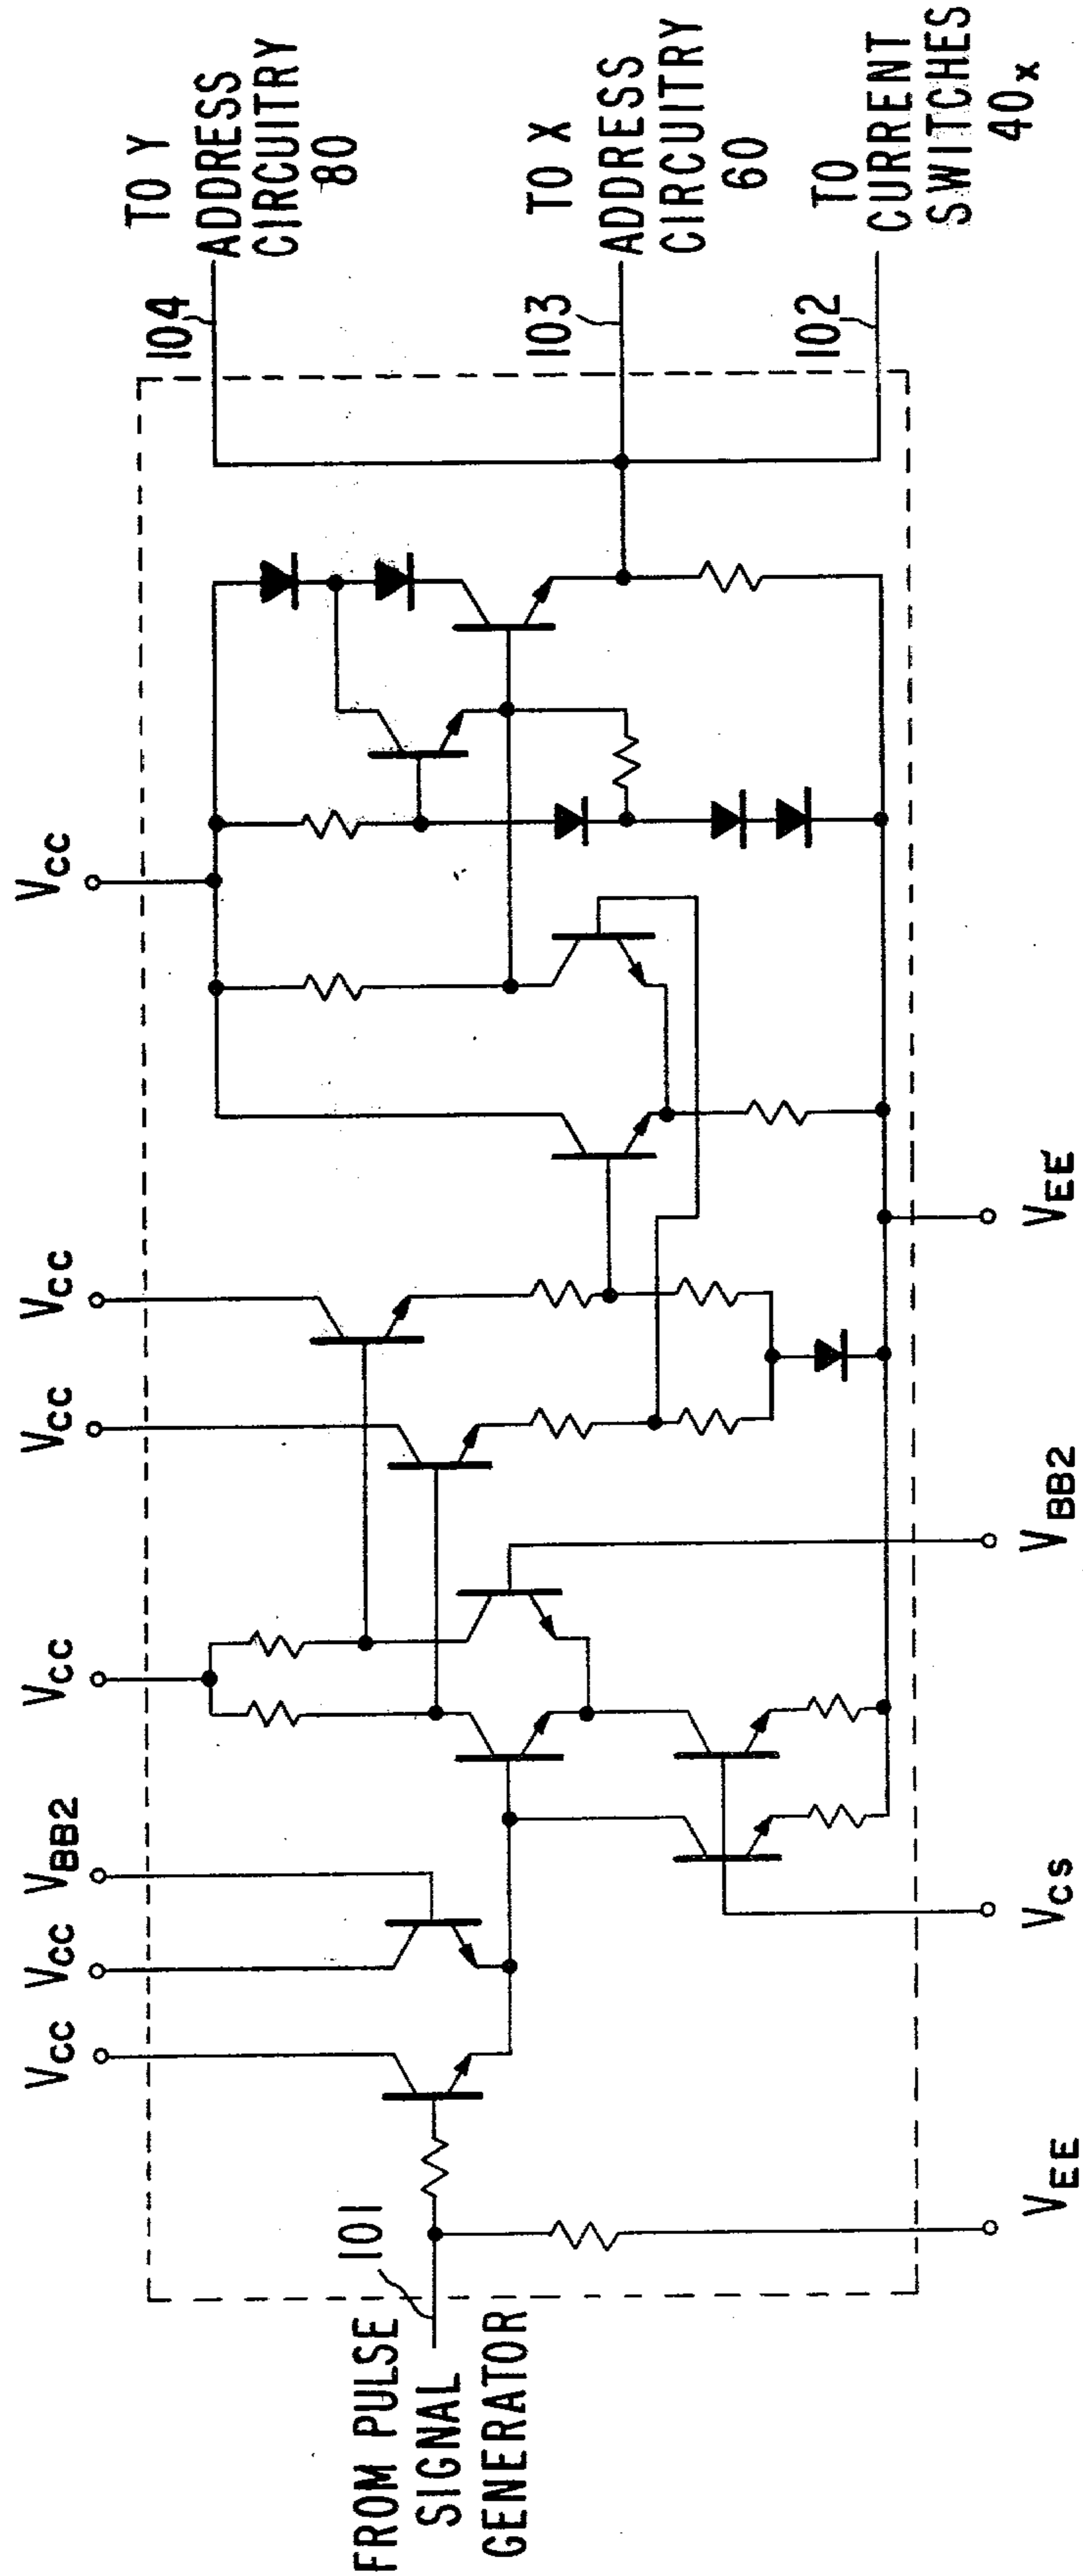 FROM PULSE
SIGNAL
GENERATOR
101
VEE
VCC
VCC
VBB2
VCC
VCC
VCC
VCC
VCS
VBB2
VEE'
104
TO Y
ADDRESS
CIRCUITRY
80
103
TO X
ADDRESS
CIRCUITRY
60
102
TO
CURRENT
SWITCHES
40x